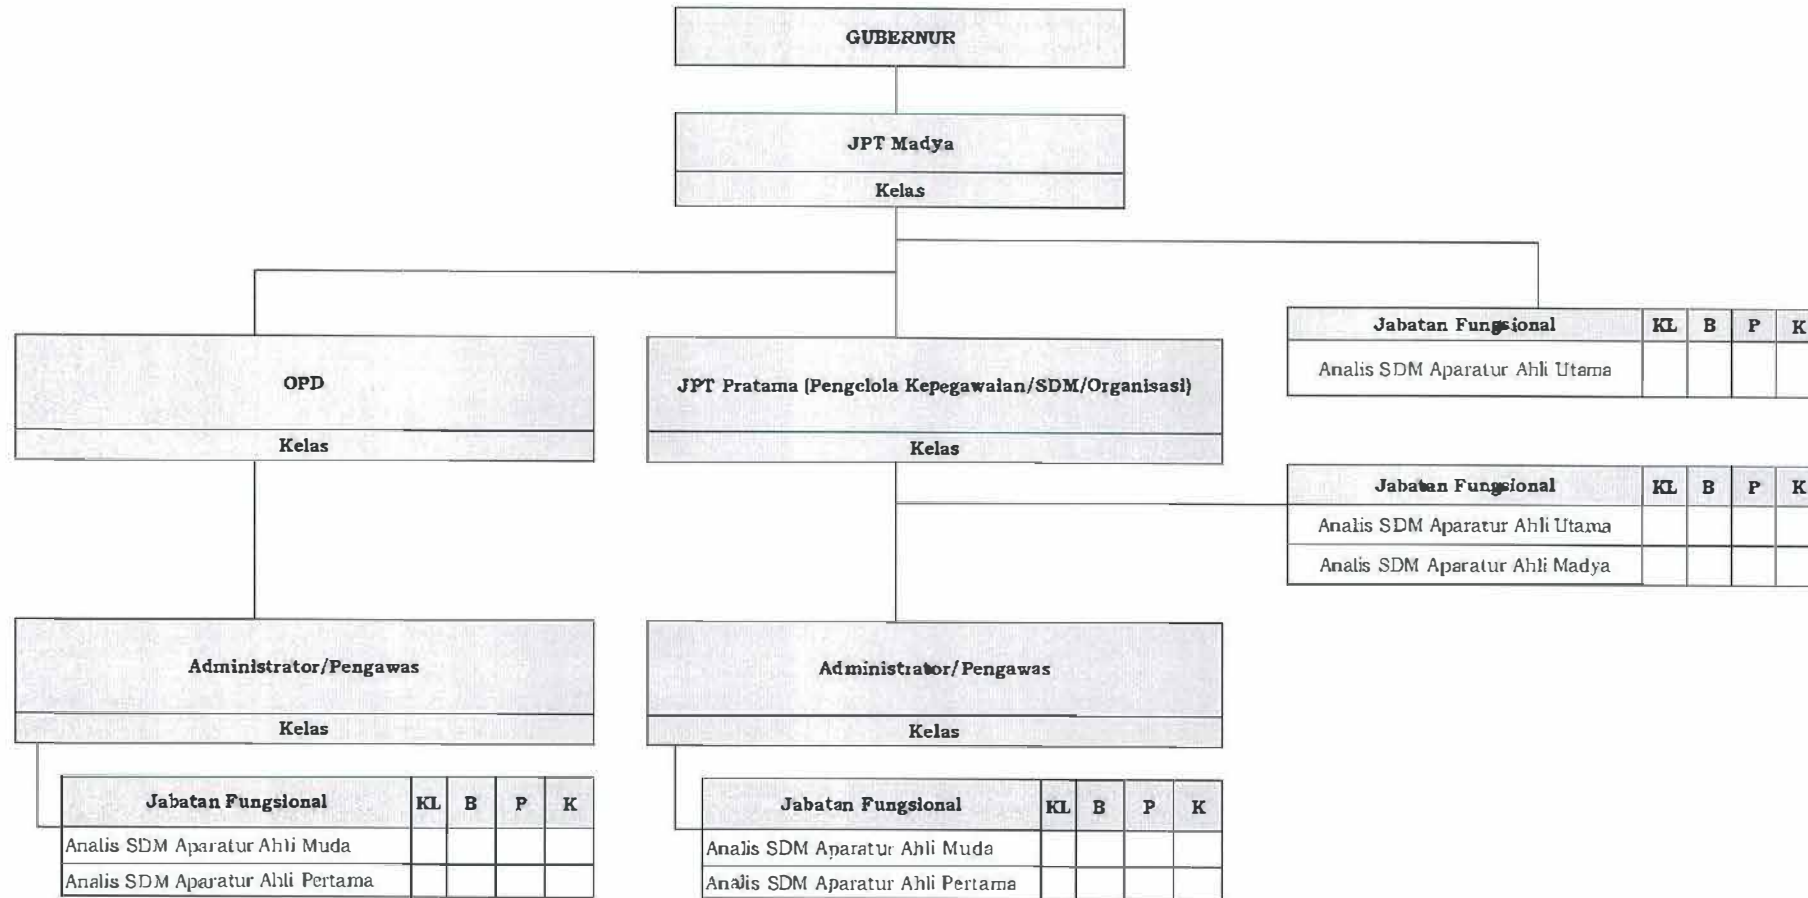 GUBERNUR
JPT Madya
Kelas
Jabatan Fungsional KL B P K
Analis SDM Aparatur Ahli Utama
OPD
Kelas
JPT Pratama (Pengelola Kepegawaian/SDM/Organisasi)
Kelas
Jabatan Fungsional KL B P K
Analis SDM Aparatur Ahli Utama
Analis SDM Aparatur Ahli Madya
Administrator/Pengawas
Kelas
Administrator/Pengawas
Kelas
Jabatan Fungsional KL B P K
Analis SDM Aparatur Ahli Muda
Analis SDM Aparatur Ahli Pertama
Jabatan Fungsional KL B P K
Analis SDM Aparatur Ahli Muda
Analis SDM Aparatur Ahli Pertama